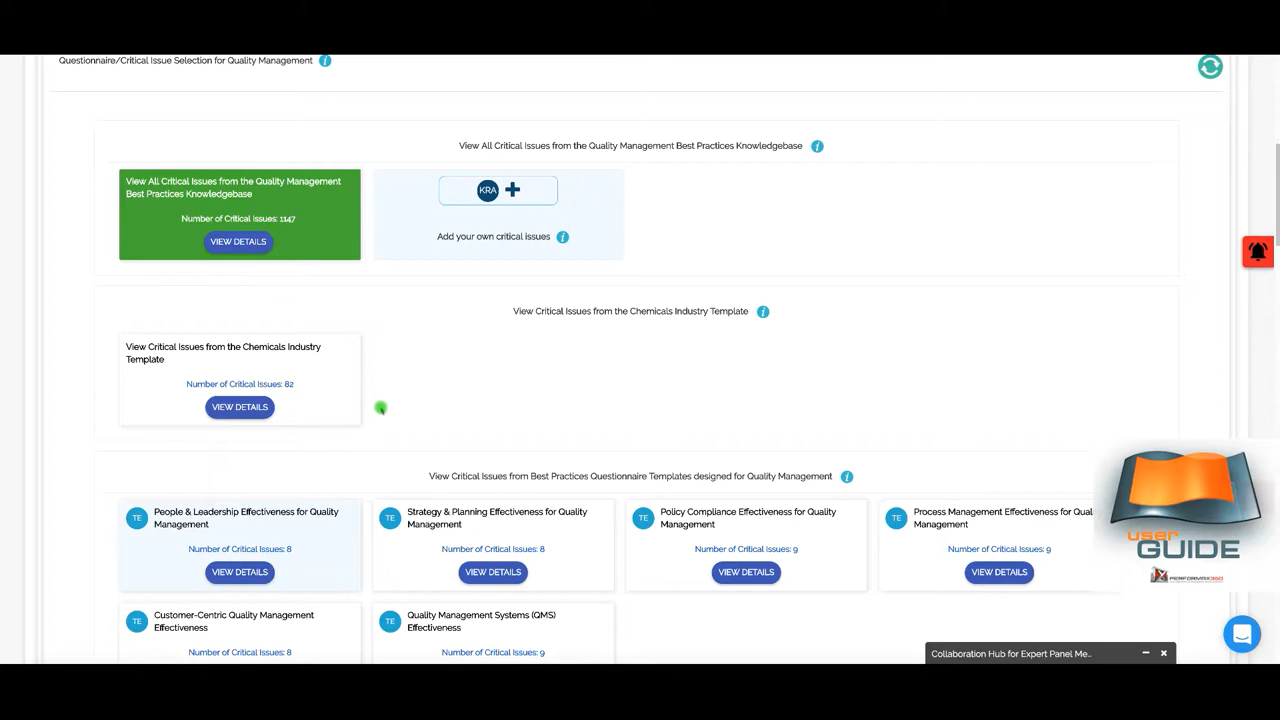 Questionnaire/Critical Issue Selection for Quality Management i
View All Critical Issues from the Quality Management Best Practices Knowledgebase i
View All Critical Issues from the Quality Management
Best Practices Knowledgebase
Number of Critical Issues: 1147
VIEW DETAILS
KRA
Add your own critical issues i
View Critical Issues from the Chemicals Industry Template i
View Critical Issues from the Chemicals Industry
Template
Number of Critical Issues: 82
VIEW DETAILS
View Critical Issues from Best Practices Questionnaire Templates designed for Quality Management i
TE People & Leadership Effectiveness for Quality
Management
Number of Critical Issues: 8
VIEW DETAILS
TE Strategy & Planning Effectiveness for Quality
Management
Number of Critical Issues: 8
VIEW DETAILS
TE Policy Compliance Effectiveness for Quality
Management
Number of Critical Issues: 9
VIEW DETAILS
TE Process Management Effectiveness for Qu
Management
Number of Critical Issues: 9
VIEW DETAILS
TE Customer-Centric Quality Management
Effectiveness
Number of Critical Issues: 8
TE Quality Management Systems (QMS)
Effectiveness
Number of Critical Issues: 9
user
GUIDE
PERFORMAX360
Collaboration Hub for Expert Panel Me...